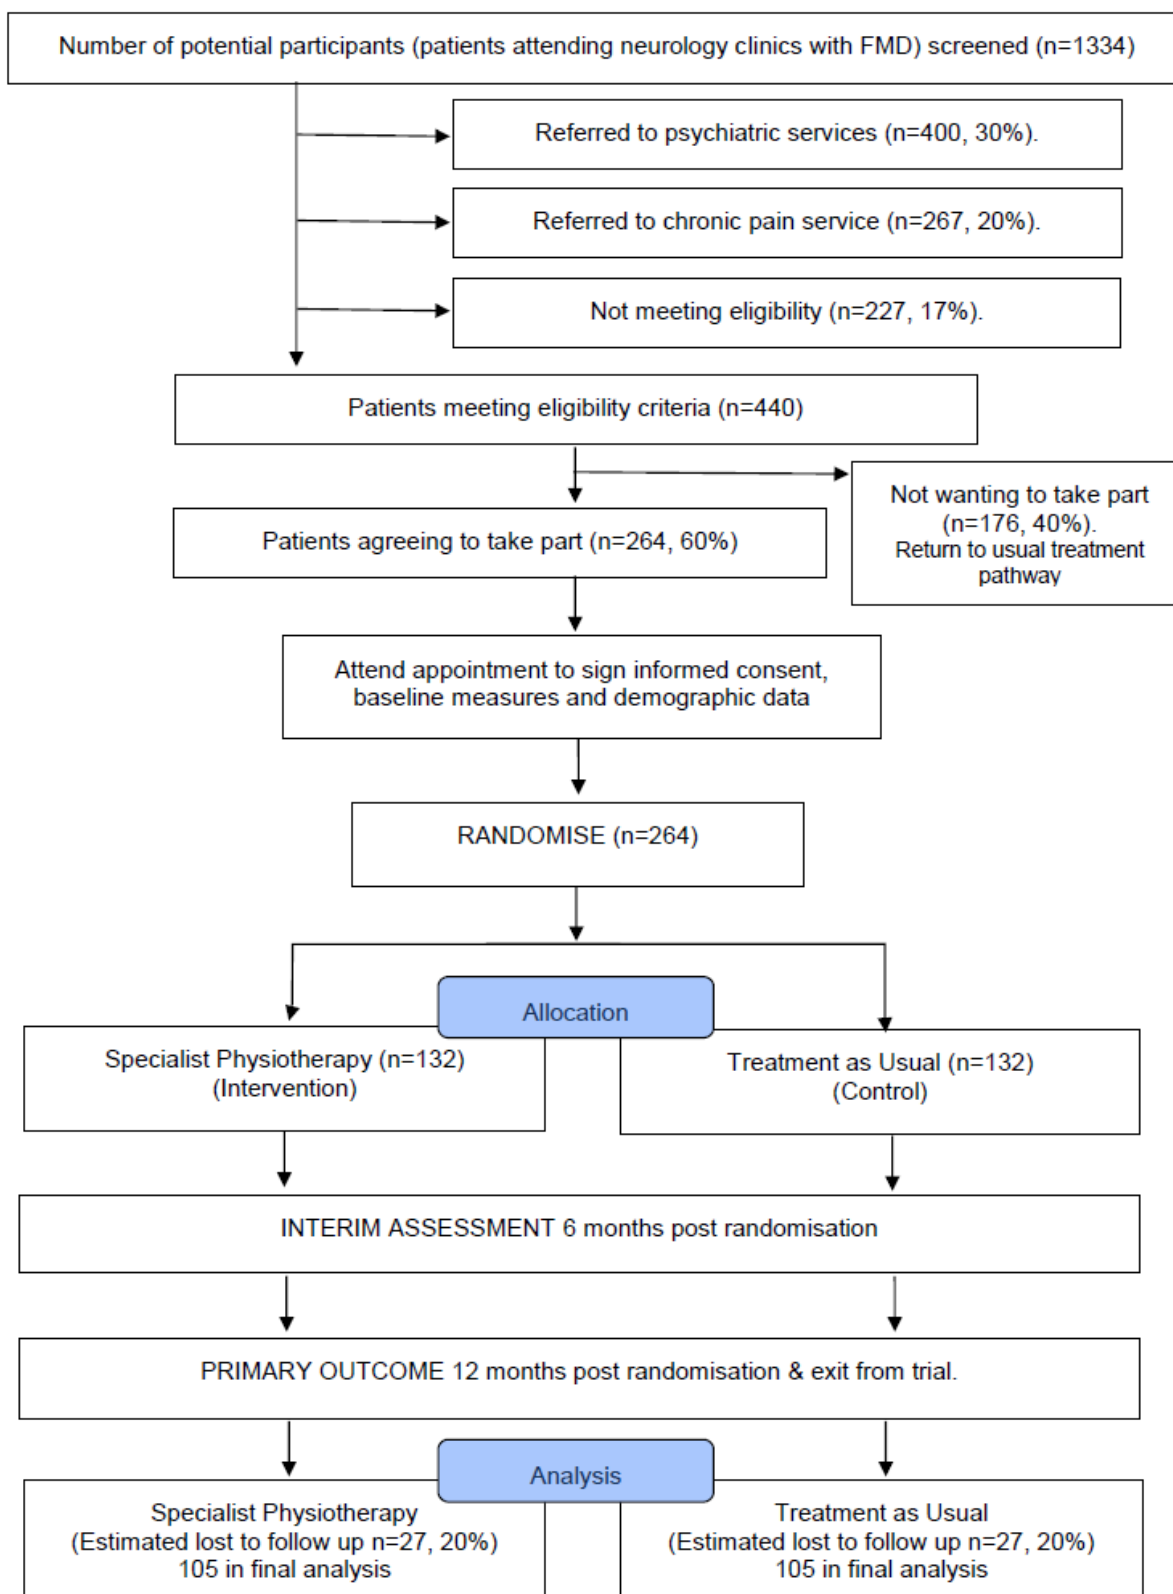 Number of potential participants (patients attending neurology clinics with FMD) screened (n=1334)
Referred to psychiatric services (n=400, 30%).
Referred to chronic pain service (n=267, 20%).
Not meeting eligibility (n=227, 17%).
Patients meeting eligibility criteria (n=440)
Not wanting to take part
(n=176, 40%).
Return to usual treatment
pathway
Patients agreeing to take part (n=264, 60%)
Attend appointment to sign informed consent,
baseline measures and demographic data
RANDOMISE (n=264)
Allocation
Specialist Physiotherapy (n=132)
(Intervention)
Treatment as Usual (n=132)
(Control)
INTERIM ASSESSMENT 6 months post randomisation
PRIMARY OUTCOME 12 months post randomisation & exit from trial.
Analysis
Specialist Physiotherapy
(Estimated lost to follow up n=27, 20%)
105 in final analysis
Treatment as Usual
(Estimated lost to follow up n=27, 20%)
105 in final analysis